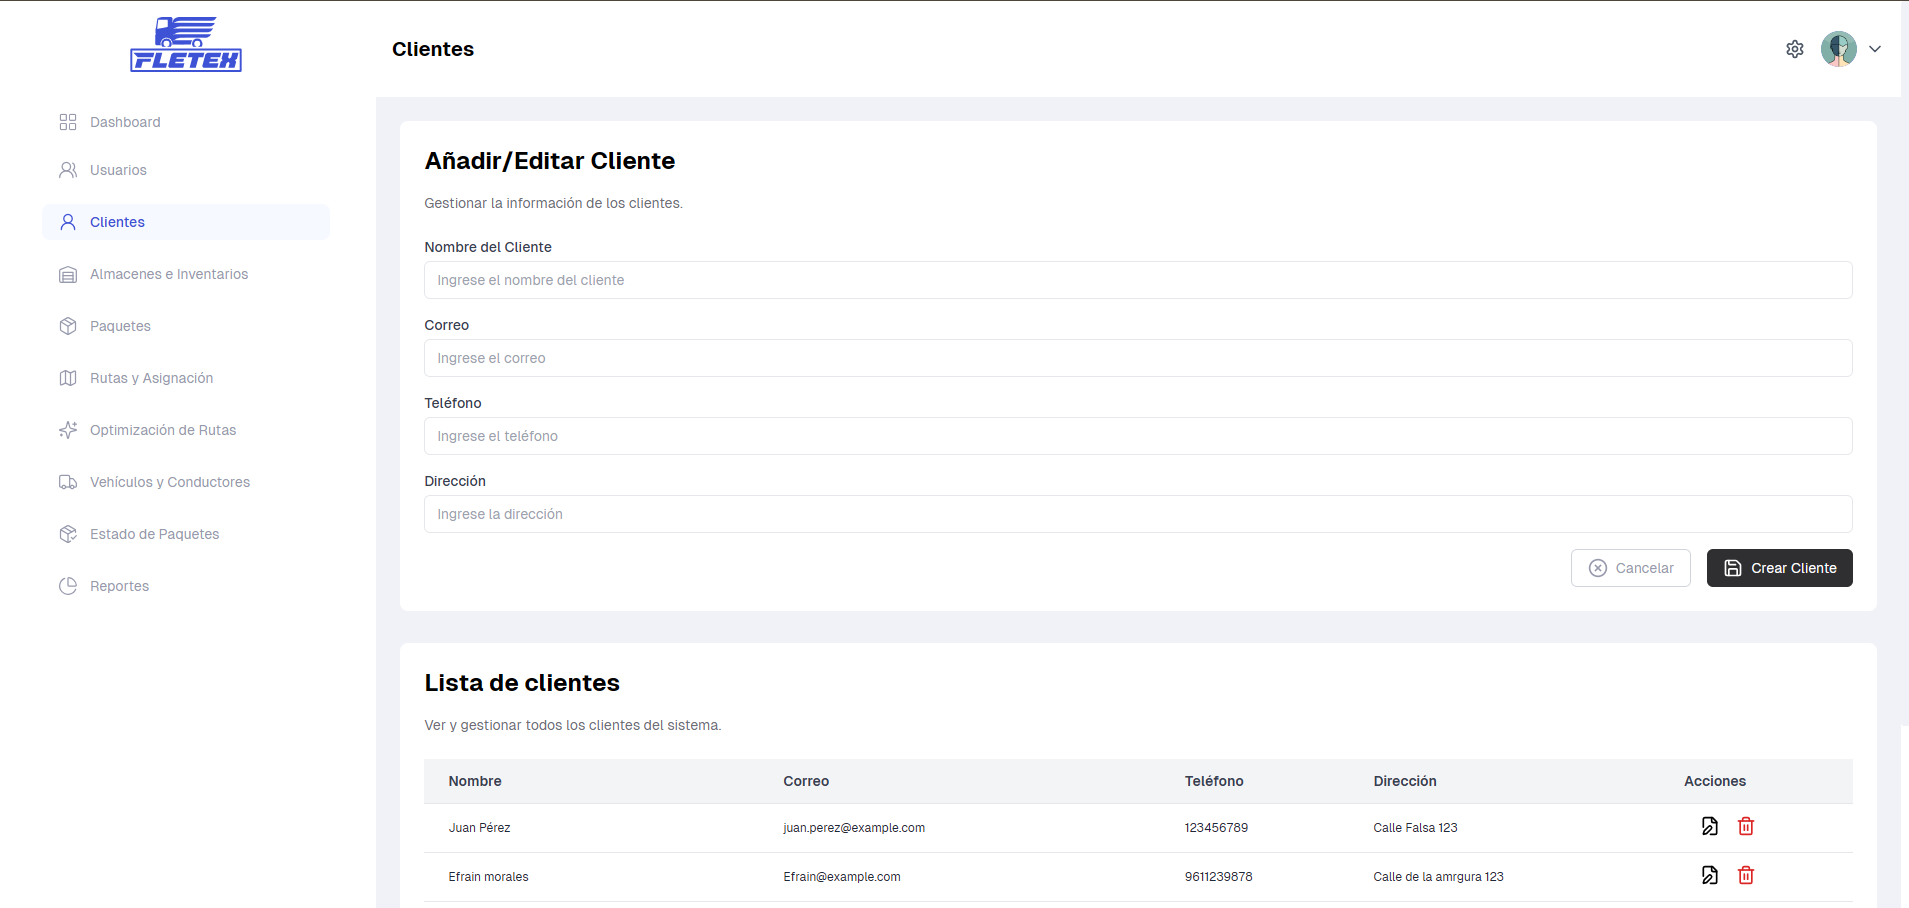 FLETEX
Clientes
Dashboard
Usuarios
Clientes
Almacenes e Inventarios
Paquetes
Rutas y Asignación
Optimización de Rutas
Vehículos y Conductores
Estado de Paquetes
Reportes
Añadir/Editar Cliente
Gestionar la información de los clientes.
Nombre del Cliente
Ingrese el nombre del cliente
Correo
Ingrese el correo
Teléfono
Ingrese el teléfono
Dirección
Ingrese la dirección
Cancelar Crear Cliente
Lista de clientes
Ver y gestionar todos los clientes del sistema.
Nombre Correo Teléfono Dirección Acciones
Juan Pérez juan.perez@example.com 123456789 Calle Falsa 123
Efrain morales Efrain@example.com 9611239878 Calle de la amrgura 123